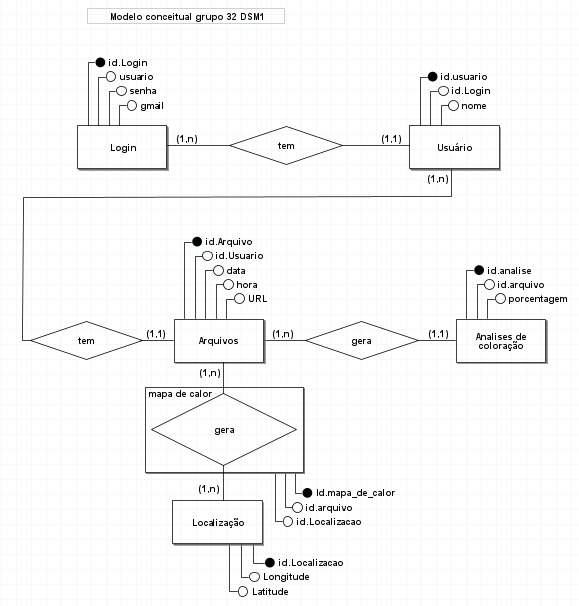 Modelo conceitual grupo 32 DSM1
id.Login
usuario
senha
gmail
id.usuario
id.Login
nome
Login
(1,n)
tem
(1,1)
Usuário
(1,n)
id.Arquivo
id.Usuario
data
hora
URL
id.analise
id.arquivo
porcentagem
tem
(1,1)
Arquivos
(1,n)
gera
(1,1)
Analises de
coloração
(1,n)
mapa de calor
gera
(1,n)
Id.mapa_de_calor
id.arquivo
id.Localizacao
Localização
id.Localizacao
Longitude
Latitude